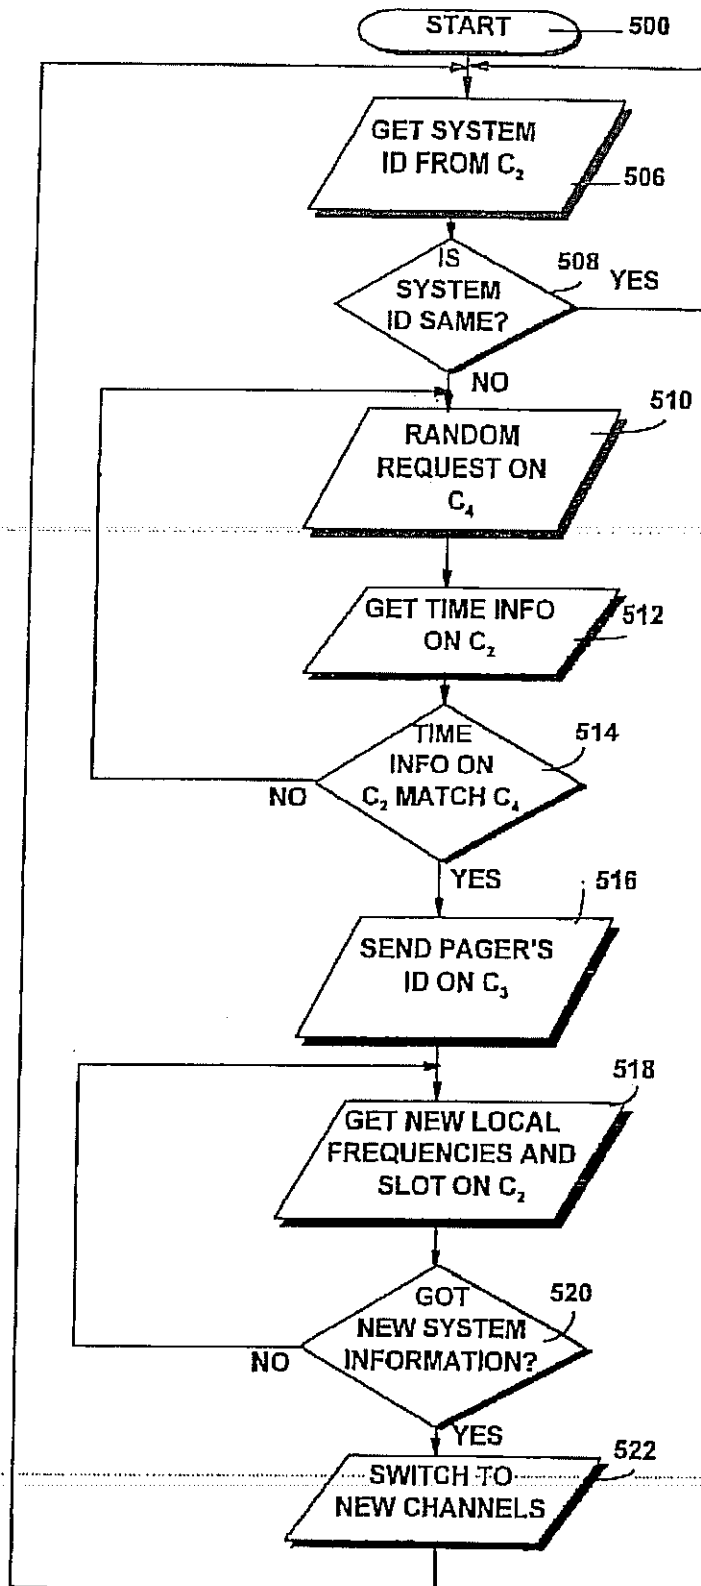 START
500
GET SYSTEM
ID FROM C₂
506
IS
SYSTEM
ID SAME?
508
YES
NO
RANDOM
REQUEST ON
C₄
510
GET TIME INFO
ON C₂
512
TIME
INFO ON
C₂ MATCH C₄
514
NO
YES
SEND PAGER'S
ID ON C₃
516
GET NEW LOCAL
FREQUENCIES AND
SLOT ON C₂
518
GOT
NEW SYSTEM
INFORMATION?
520
NO
YES
SWITCH TO
NEW CHANNELS
522